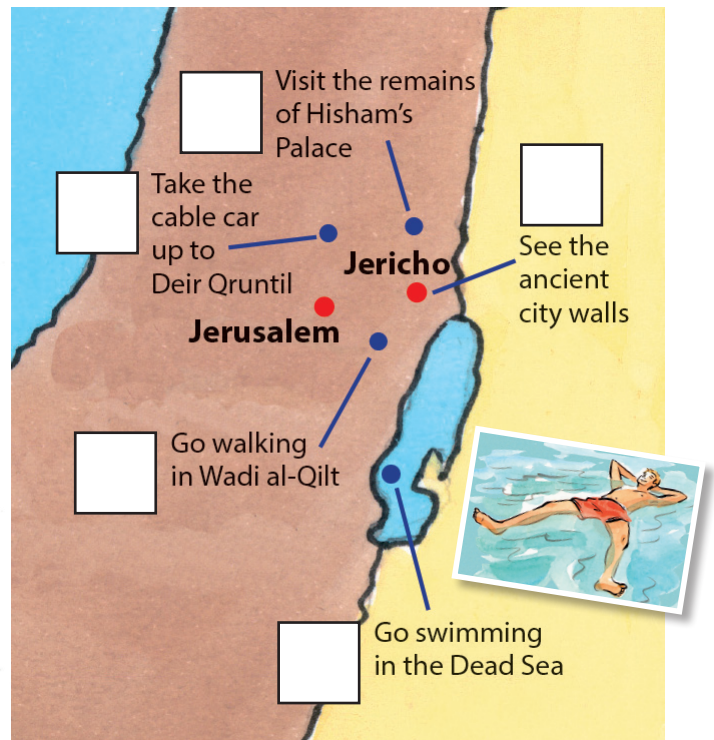 Visit the remains
of Hisham’s
Palace
Take the
cable car
up to
Deir Qruntil
See the
ancient
city walls
Jericho
Jerusalem
Go walking
in Wadi al-Qilt
Go swimming
in the Dead Sea